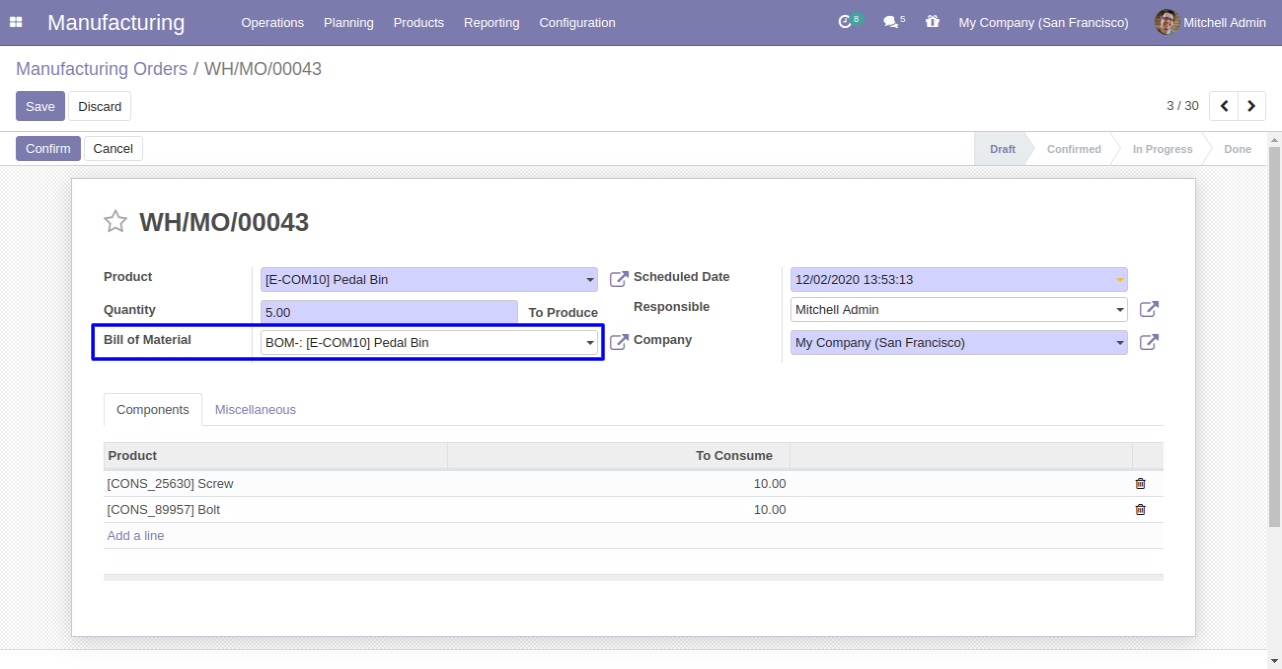 Manufacturing Operations Planning Products Reporting Configuration 8 5 My Company (San Francisco) Mitchell Admin
Manufacturing Orders / WH/MO/00043
Save Discard 3 / 30
Confirm Cancel Draft Confirmed In Progress Done
WH/MO/00043
Product [E-COM10] Pedal Bin Scheduled Date 12/02/2020 13:53:13
Quantity 5.00 To Produce Responsible Mitchell Admin
Bill of Material BOM-: [E-COM10] Pedal Bin Company My Company (San Francisco)
Components Miscellaneous
Product To Consume
[CONS_25630] Screw 10.00
[CONS_89957] Bolt 10.00
Add a line